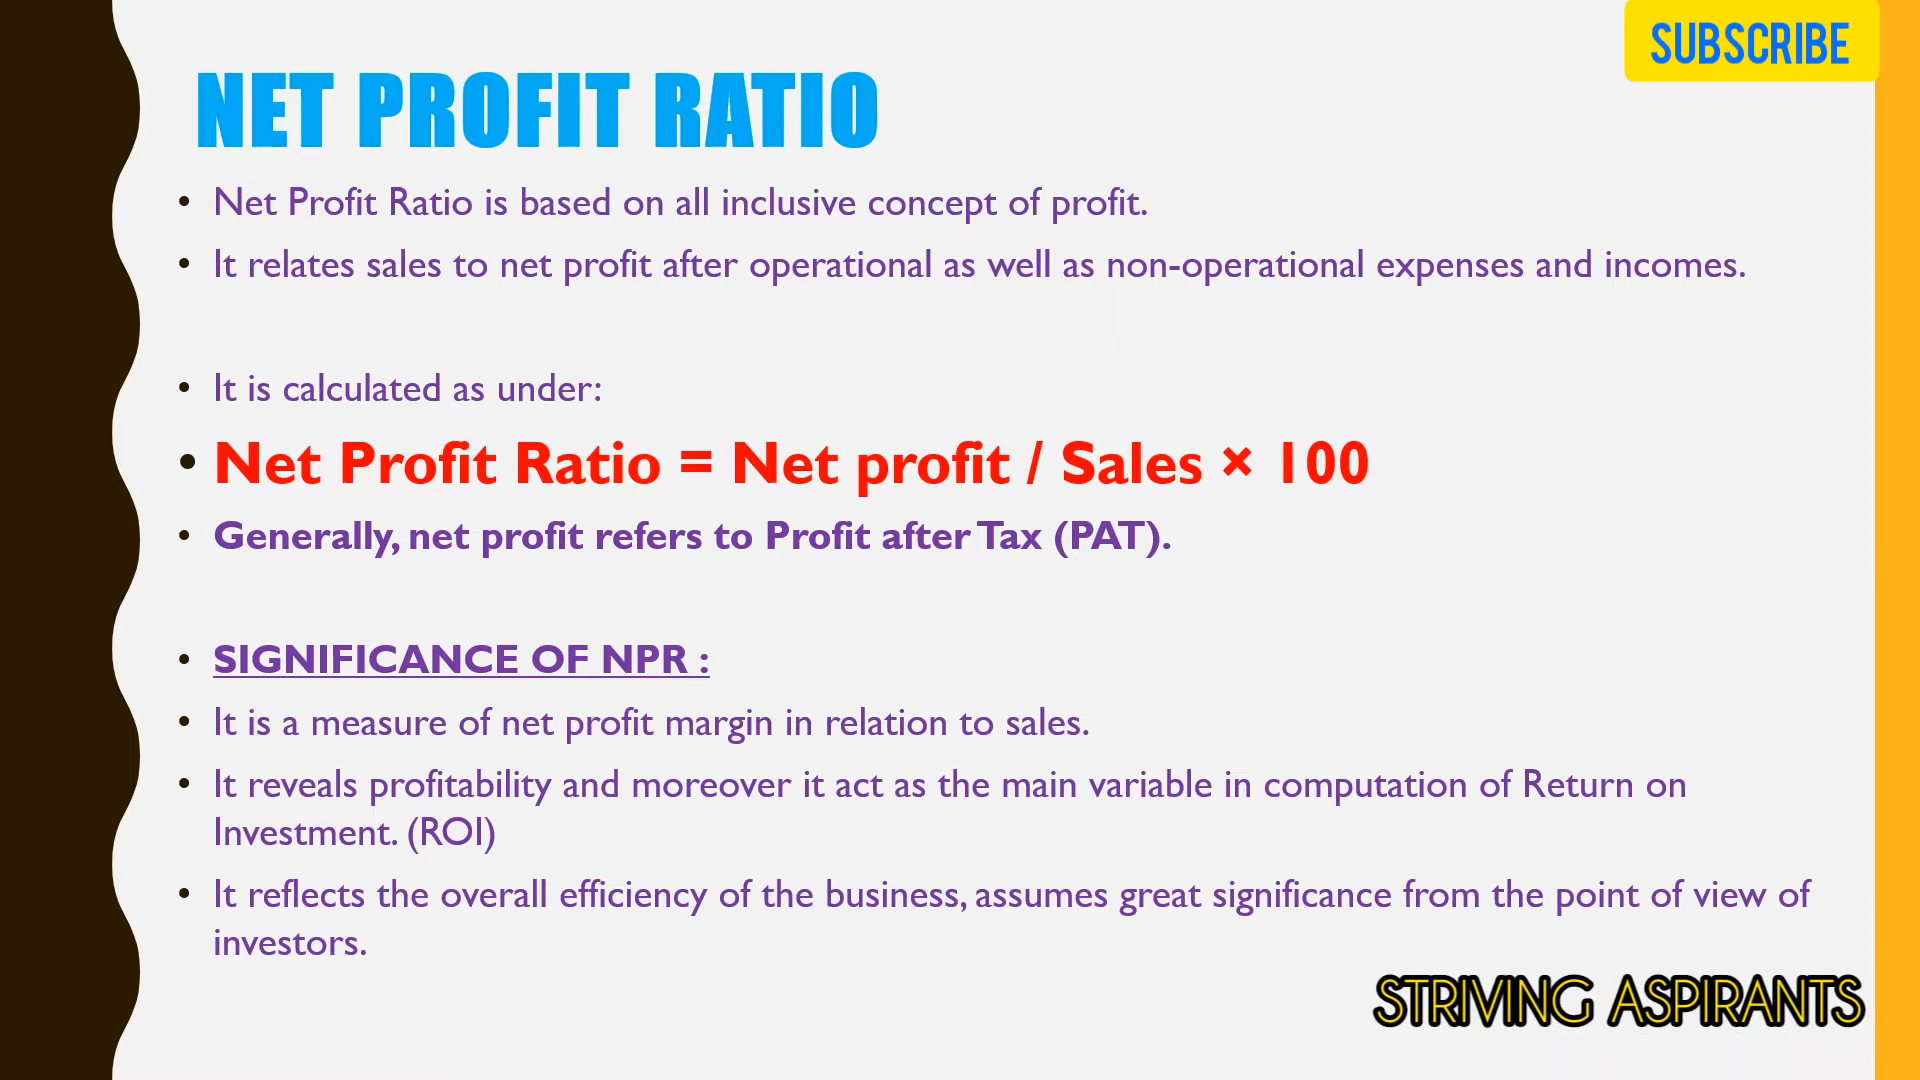 SUBSCRIBE
NET PROFIT RATIO
• Net Profit Ratio is based on all inclusive concept of profit.
• It relates sales to net profit after operational as well as non-operational expenses and incomes.
• It is calculated as under:
• Net Profit Ratio = Net profit / Sales × 100
• Generally, net profit refers to Profit after Tax (PAT).
• SIGNIFICANCE OF NPR :
• It is a measure of net profit margin in relation to sales.
• It reveals profitability and moreover it act as the main variable in computation of Return on
Investment. (ROI)
• It reflects the overall efficiency of the business, assumes great significance from the point of view of
investors.
STRIVING ASPIRANTS